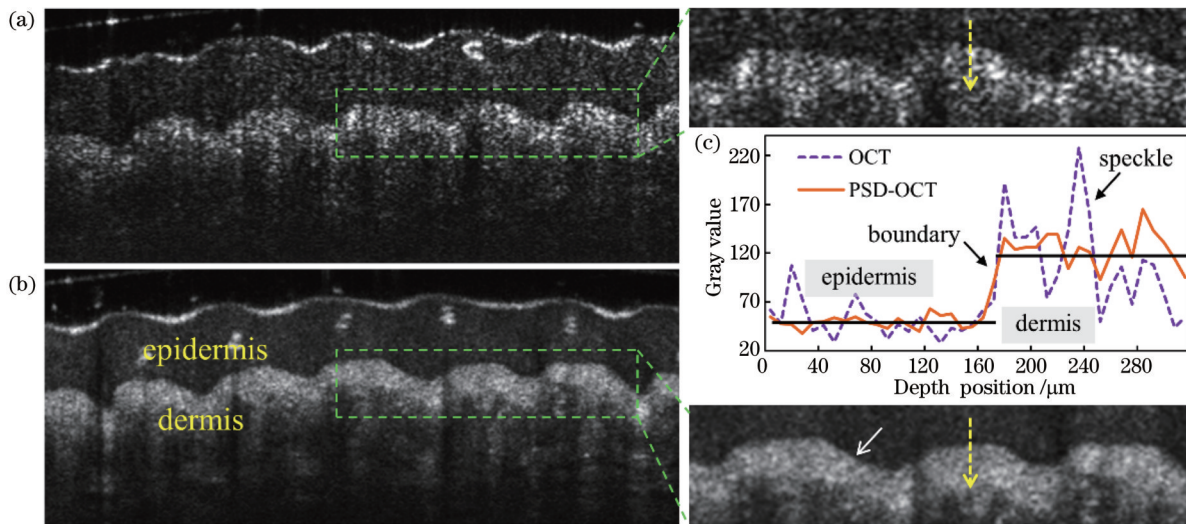 (a)
(b)
epidermis
dermis
(c)
220
170
120
70
20
Gray value
OCT
PSD-OCT
speckle
boundary
epidermis
dermis
0 40 80 120 160 200 240 280
Depth position /μm